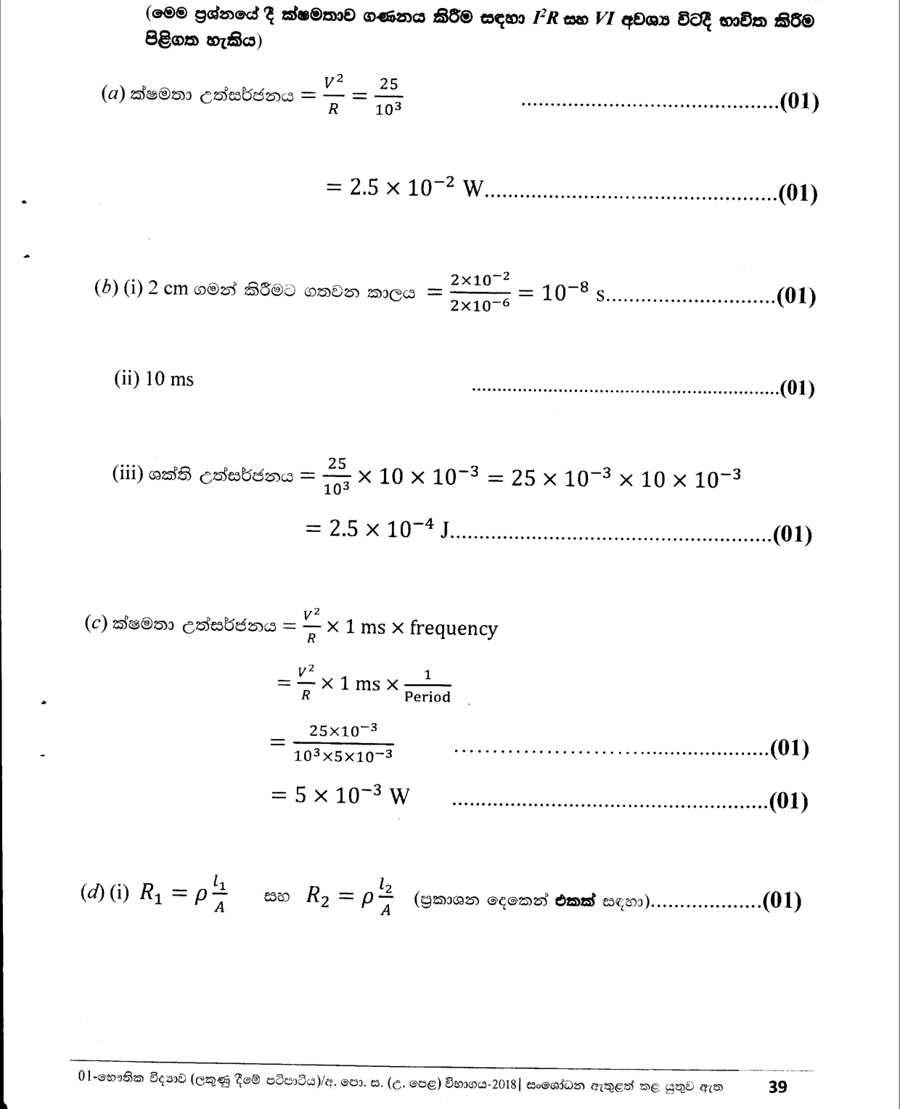 (මෙම ප්‍රශ්නයේ දී ක්ෂමතාව ගණනය කිරීම සඳහා I²R සහ VI අවශ්‍ය විටදී භාවිත කිරීම
පිළිගත හැකිය)
(a) ක්ෂමතා උත්සර්ජනය = V²/R = 25/10³ ............................................(01)
= 2.5 × 10⁻² W..................................................(01)
(b) (i) 2 cm ගමන් කිරීමට ගතවන කාලය = 2×10⁻²/2×10⁻⁶ = 10⁻⁸ s.............................(01)
(ii) 10 ms .....................................................(01)
(iii) ශක්ති උත්සර්ජනය = 25/10³ × 10 × 10⁻³ = 25 × 10⁻³ × 10 × 10⁻³
= 2.5 × 10⁻⁴ J.......................................................(01)
(c) ක්ෂමතා උත්සර්ජනය = V²/R × 1 ms × frequency
= V²/R × 1 ms × 1/Period
= 25×10⁻³/10³×5×10⁻³ ......................................................(01)
= 5 × 10⁻³ W ......................................................(01)
(d) (i) R₁ = ρ l₁/A සහ R₂ = ρ l₂/A (ප්‍රකාශන දෙකෙන් එකක් සඳහා)...................(01)
01-භෞතික විද්‍යාව (ලකුණු දීමේ පටිපාටිය)/අ. පො. ස. (උ. පෙළ) විභාගය-2018| සංශෝධන ඇතුළත් කළ යුතුව ඇත 39